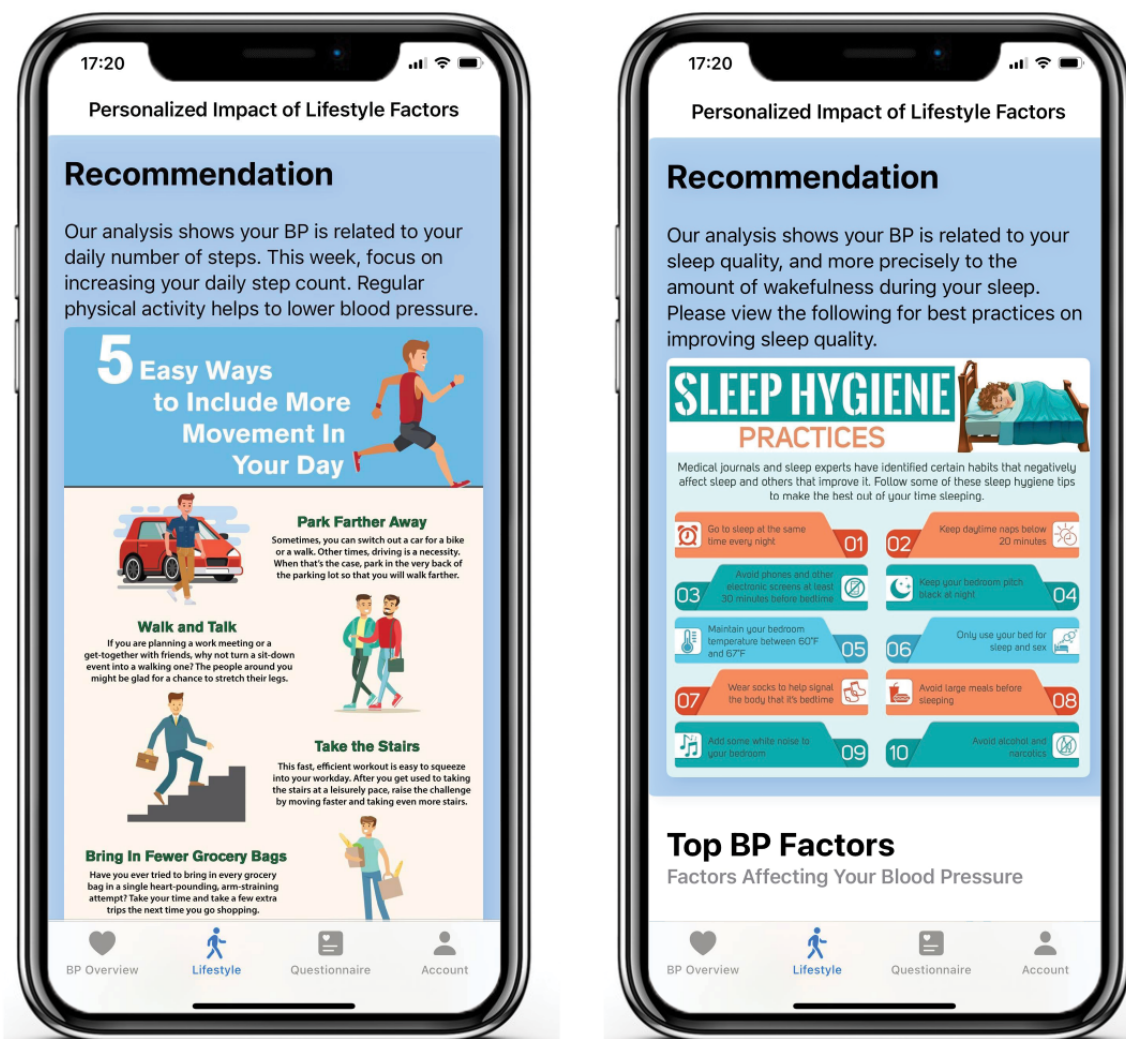 17:20
Personalized Impact of Lifestyle Factors
Recommendation
Our analysis shows your BP is related to your
daily number of steps. This week, focus on
increasing your daily step count. Regular
physical activity helps to lower blood pressure.
5 Easy Ways
to Include More
Movement In
Your Day
Park Farther Away
Sometimes, you can switch out a car for a bike
or a walk. Other times, driving is a necessity.
When that's the case, park in the very back of
the parking lot so that you will walk farther.
Walk and Talk
If you are planning a work meeting or a
get-together with friends, why not turn a sit-down
event into a walking one? The people around you
might be glad for a chance to stretch their legs.
Take the Stairs
This fast, efficient workout is easy to squeeze
into your workday. After you get used to taking
the stairs at a leisurely pace, raise the challenge
by moving faster and taking even more stairs.
Bring In Fewer Grocery Bags
Have you ever tried to bring in every grocery
bag in a single heart-pounding, arm-straining
attempt? Take your time and take a few extra
trips the next time you go shopping.
BP Overview
Lifestyle
Questionnaire
Account
17:20
Personalized Impact of Lifestyle Factors
Recommendation
Our analysis shows your BP is related to your
sleep quality, and more precisely to the
amount of wakefulness during your sleep.
Please view the following for best practices on
improving sleep quality.
SLEEP HYGIENE
PRACTICES
Medical journals and sleep experts have identified certain habits that negatively
affect sleep and others that improve it. Follow some of these sleep hygiene tips
to make the best out of your time sleeping.
Go to sleep at the same
time every night
01
02
Keep daytime naps below
20 minutes
03
Avoid phones and other
electronic screens at least
30 minutes before bedtime
Keep your bedroom pitch
black at night
04
Maintain your bedroom
temperature between 60°F
and 67°F
05
06
Only use your bed for
sleep and sex
07
Wear socks to help signal
the body that it's bedtime
Avoid large meals before
sleeping
08
Add some white noise to
your bedroom
09
10
Avoid alcohol and
narcotics
Top BP Factors
Factors Affecting Your Blood Pressure
BP Overview
Lifestyle
Questionnaire
Account